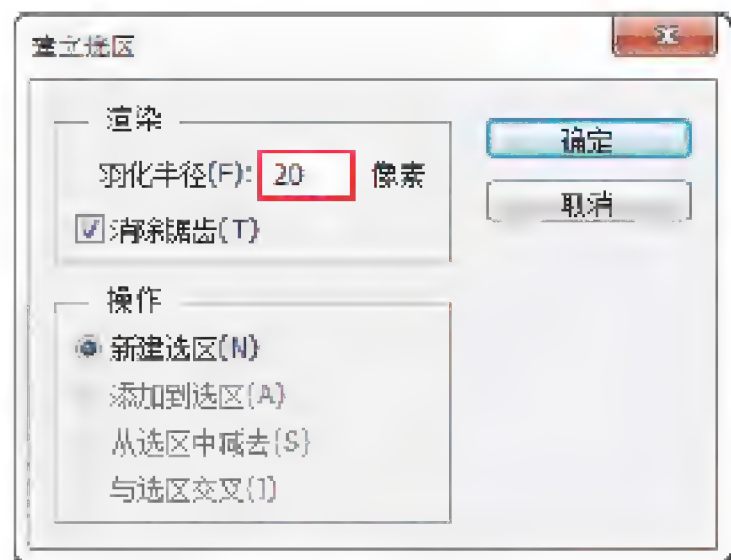 建立选区
渲染
羽化半径(F): 20 像素
消除锯齿(T)
确定
取消
操作
新建选区(N)
添加到选区(A)
从选区中减去(S)
与选区交叉(I)